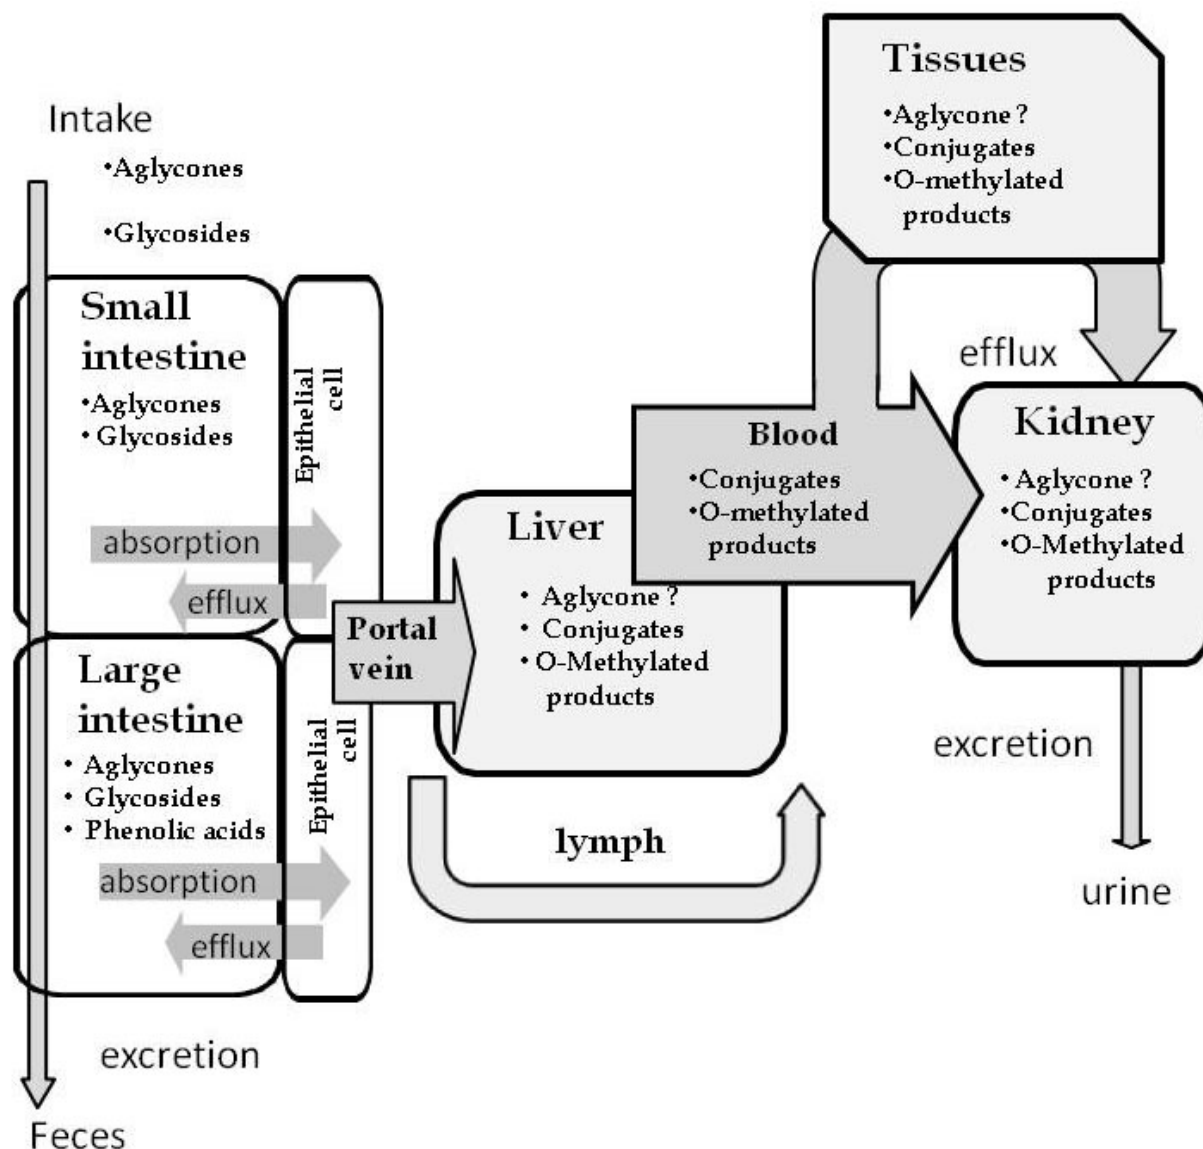 Intake
•Aglycones
•Glycosides
Small
intestine
•Aglycones
• Glycosides
Epithelial
cell
absorption
efflux
Large
intestine
• Aglycones
• Glycosides
• Phenolic acids
Epithelial
cell
absorption
efflux
excretion
Feces
Portal
vein
Liver
• Aglycone ?
• Conjugates
• O-Methylated
products
lymph
Blood
•Conjugates
•O-methylated
products
Tissues
•Aglycone ?
•Conjugates
•O-methylated
products
efflux
Kidney
• Aglycone ?
•Conjugates
•O-Methylated
products
excretion
urine